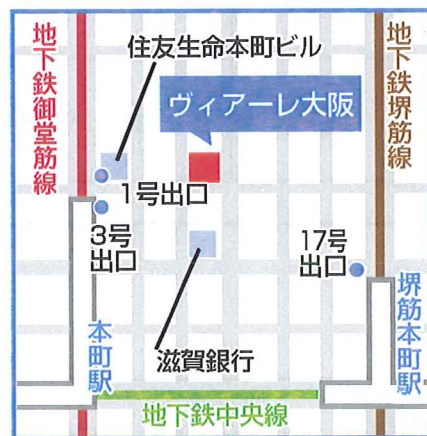 地下鉄御堂筋線
住友生命本町ビル
地下鉄堺筋線
ヴィアーレ大阪
1号出口
3号
出口
17号
出口
本町駅
堺筋本町駅
滋賀銀行
地下鉄中央線